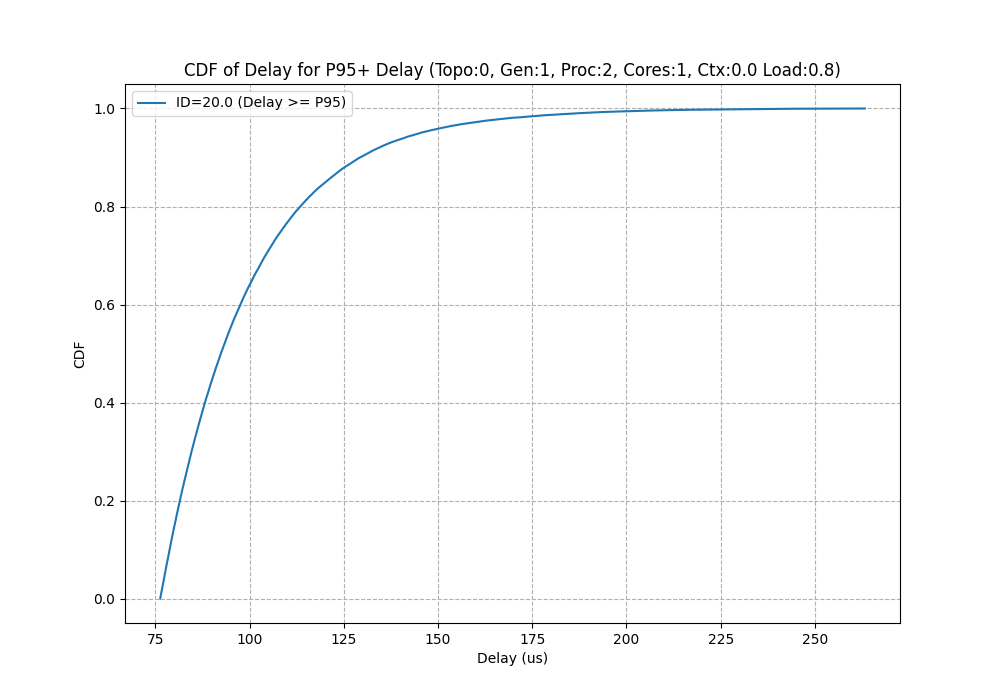 CDF of Delay for P95+ Delay (Topo:0, Gen:1, Proc:2, Cores:1, Ctx:0.0 Load:0.8)
ID=20.0 (Delay >= P95)
CDF
1.0
0.8
0.6
0.4
0.2
0.0
75 100 125 150 175 200 225 250
Delay (us)